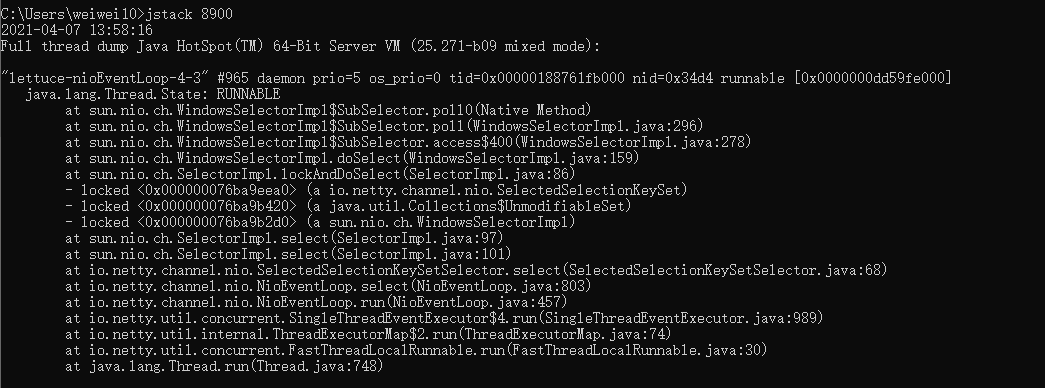 C:\Users\weiwei10>jstack 8900
2021-04-07 13:58:16
Full thread dump Java HotSpot(TM) 64-Bit Server VM (25.271-b09 mixed mode):
"lettuce-nioEventLoop-4-3" #965 daemon prio=5 os_prio=0 tid=0x00000188761fb000 nid=0x34d4 runnable [0x0000000dd59fe000]
java.lang.Thread.State: RUNNABLE
at sun.nio.ch.WindowsSelectorImpl$SubSelector.poll0(Native Method)
at sun.nio.ch.WindowsSelectorImpl$SubSelector.poll(WindowsSelectorImpl.java:296)
at sun.nio.ch.WindowsSelectorImpl$SubSelector.access$400(WindowsSelectorImpl.java:278)
at sun.nio.ch.WindowsSelectorImpl.doSelect(WindowsSelectorImpl.java:159)
at sun.nio.ch.SelectorImpl.lockAndDoSelect(SelectorImpl.java:86)
- locked <0x000000076ba9eea0> (a io.netty.channel.nio.SelectedSelectionKeySet)
- locked <0x000000076ba9b420> (a java.util.Collections$UnmodifiableSet)
- locked <0x000000076ba9b2d0> (a sun.nio.ch.WindowsSelectorImpl)
at sun.nio.ch.SelectorImpl.select(SelectorImpl.java:97)
at sun.nio.ch.SelectorImpl.select(SelectorImpl.java:101)
at io.netty.channel.nio.SelectedSelectionKeySetSelector.select(SelectedSelectionKeySetSelector.java:68)
at io.netty.channel.nio.NioEventLoop.select(NioEventLoop.java:803)
at io.netty.channel.nio.NioEventLoop.run(NioEventLoop.java:457)
at io.netty.util.concurrent.SingleThreadEventExecutor$4.run(SingleThreadEventExecutor.java:989)
at io.netty.util.internal.ThreadExecutorMap$2.run(ThreadExecutorMap.java:74)
at io.netty.util.concurrent.FastThreadLocalRunnable.run(FastThreadLocalRunnable.java:30)
at java.lang.Thread.run(Thread.java:748)